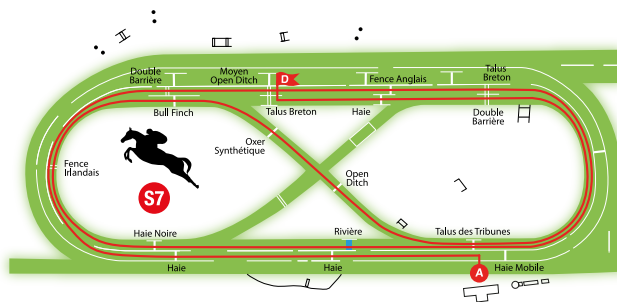 Double
Barrière
Moyen
Open Ditch
D
Fence Anglais
Talus
Breton
Bull Finch
Talus Breton
Haie
Double
Barrière
Oxer
Synthétique
Fence
Irlandais
Open
Ditch
S7
Haie Noire
Rivière
Talus des Tribunes
Haie
Haie
A
Haie Mobile